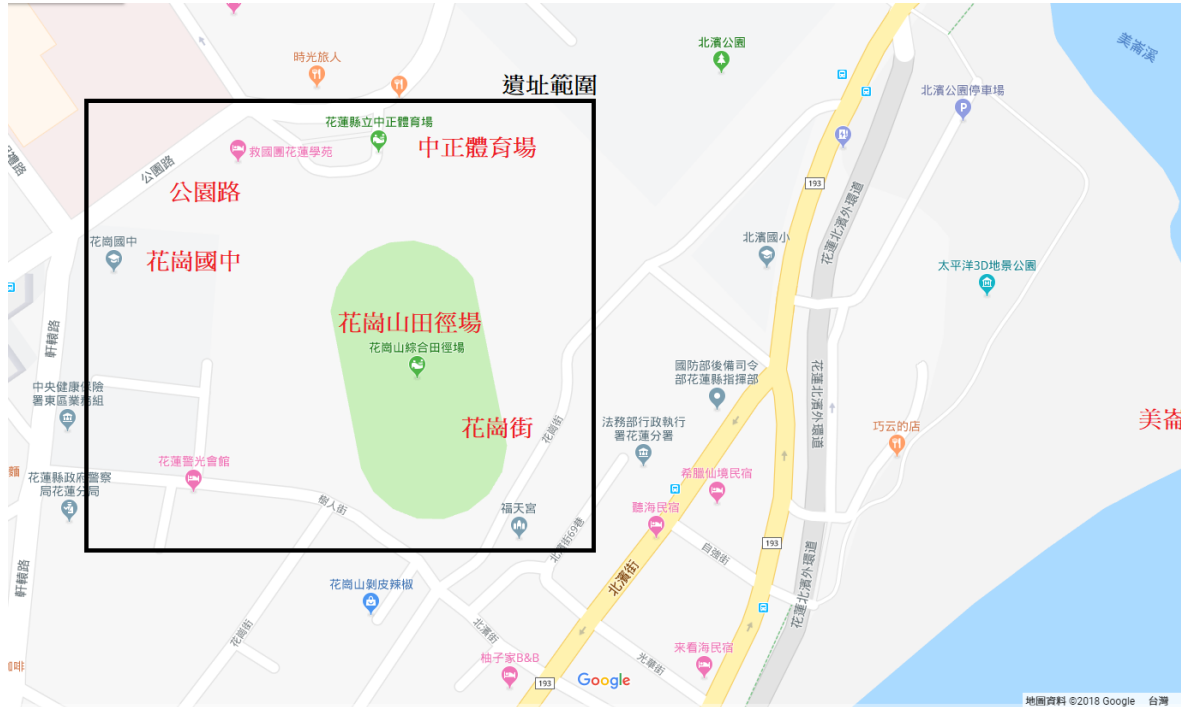 美崙溪
北濱公園
時光旅人
遺址範圍
北濱公園停車場
花蓮縣立中正體育場
中正體育場
救國團花蓮學苑
公園路
公園路
193
花蓮北濱外環道
花崗國中
花崗國中
北濱國小
太平洋3D地景公園
花崗山田徑場
花崗山綜合田徑場
軒轅路
國防部後備司令
部花蓮縣指揮部
花蓮北濱外環道
中央健康保險
署東區業務組
美崙
花崗街
花崗街
法務部行政執行
署花蓮分署
巧云的店
花蓮警光會館
希臘仙境民宿
麵
花蓮縣政府警察
局花蓮分局
樹人街
福天宮
聽海民宿
北濱街69巷
193
自強街
花蓮北濱外環道
軒轅路
花崗山剝皮辣椒
北濱街
花崗街
北濱街
來看海民宿
咖啡
柚子家B&B
光華街
193
Google
地圖資料 ©2018 Google
台灣